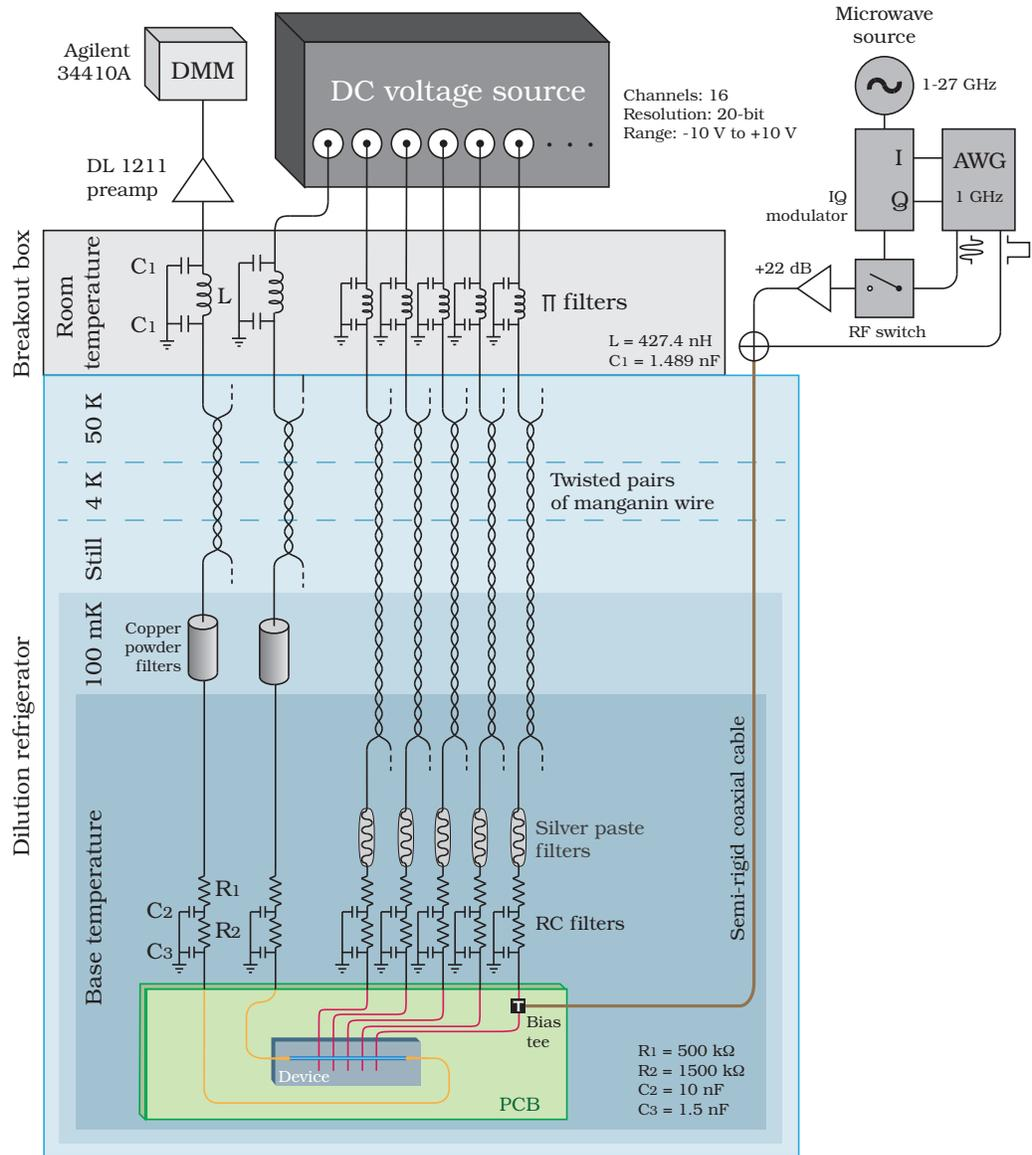 Microwave
source
Agilent
34410A
DMM
DC voltage source
Channels: 16
Resolution: 20-bit
Range: -10 V to +10 V
1-27 GHz
DL 1211
preamp
I
Q
IQ
modulator
AWG
1 GHz
Breakout box
Room
temperature
C1
L
C1
Π filters
L = 427.4 nH
C1 = 1.489 nF
+22 dB
RF switch
Dilution refrigerator
50 K
4 K
Still
100 mK
Base temperature
Twisted pairs
of manganin wire
Copper
powder
filters
Semi-rigid coaxial cable
Silver paste
filters
R1
C2
R2
C3
RC filters
T
Bias
tee
Device
PCB
R1 = 500 kΩ
R2 = 1500 kΩ
C2 = 10 nF
C3 = 1.5 nF